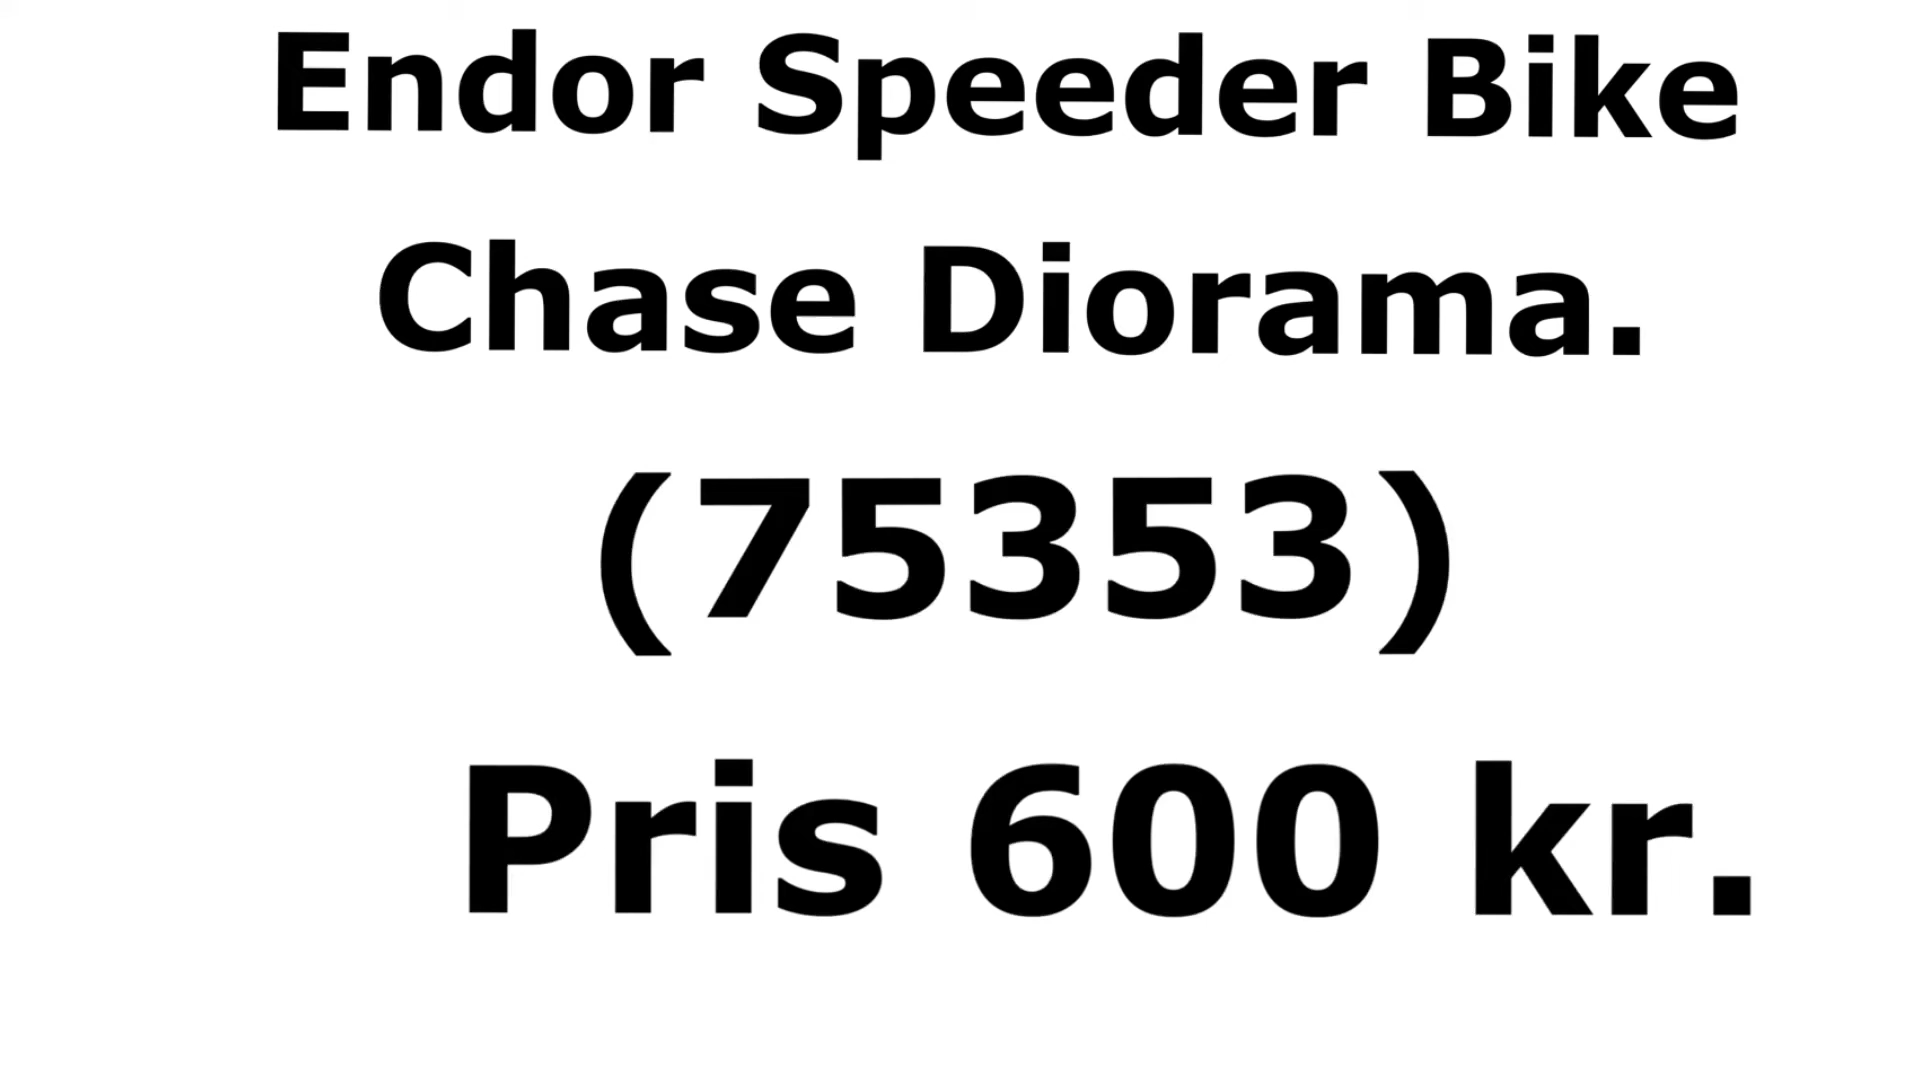 Endor Speeder Bike
Chase Diorama.
(75353)
Pris 600 kr.